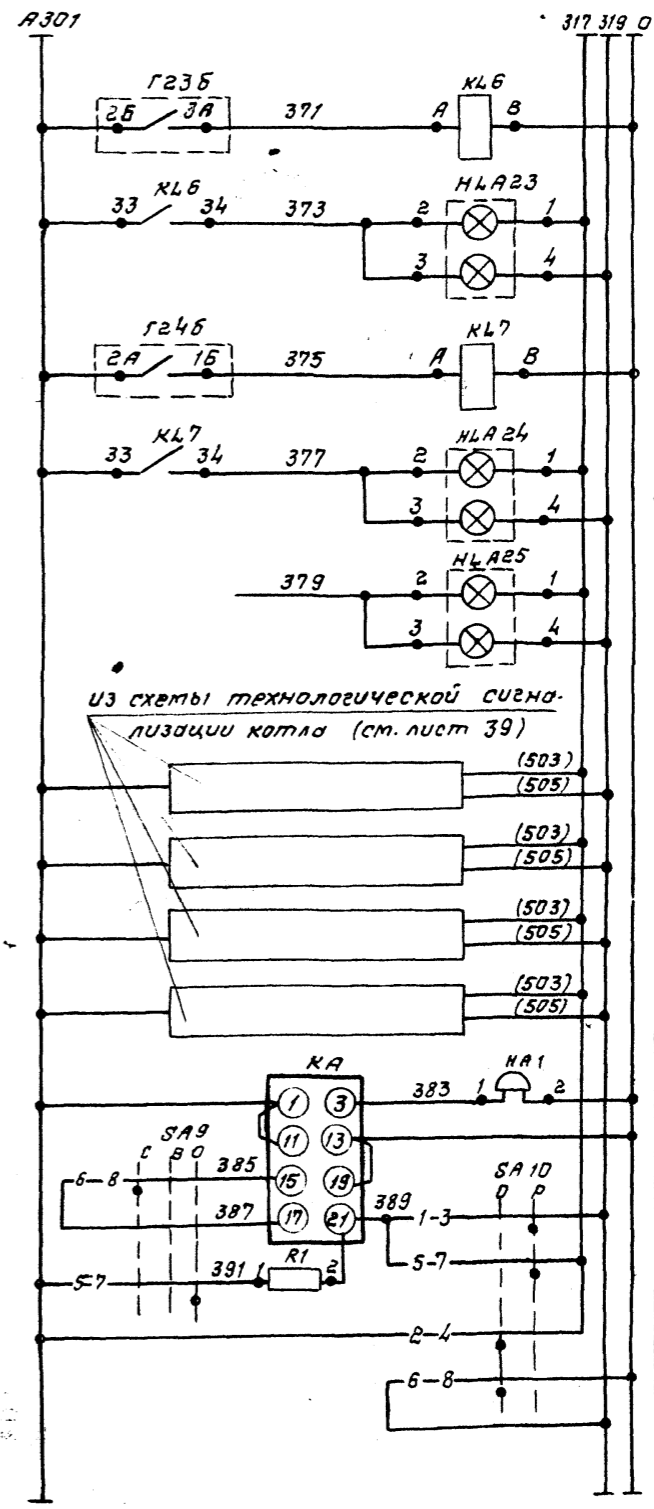 А301 317 319 0
Г23Б KL6
2Б 3А 371 А В
KL6 HLA23
33 34 373 2 1
3 4
Г24Б KL7
2А 1Б 375 А В
KL7 HLA24
33 34 377 2 1
3 4
HLA25
379 2 1
3 4
из схемы технологической сигна-
лизации котла (см. лист 39)
(503)
(505)
(503)
(505)
(503)
(505)
(503)
(505)
КА НА1
1 3 383 1 2
SA9 11 13
С В О SA10
6-8 385 15 19 О Р
387 17 21 389 1-3
5-7 391 1 R1 2 5-7
2-4
6-8